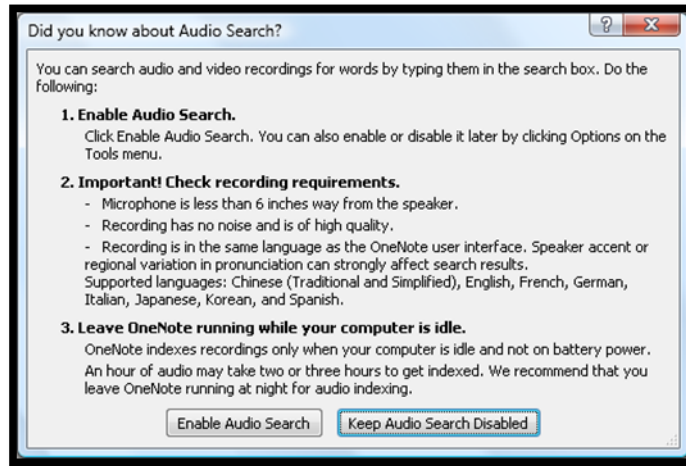 Did you know about Audio Search?
You can search audio and video recordings for words by typing them in the search box. Do the
following:
1. Enable Audio Search.
Click Enable Audio Search. You can also enable or disable it later by clicking Options on the
Tools menu.
2. Important! Check recording requirements.
- Microphone is less than 6 inches way from the speaker.
- Recording has no noise and is of high quality.
- Recording is in the same language as the OneNote user interface. Speaker accent or
regional variation in pronunciation can strongly affect search results.
Supported languages: Chinese (Traditional and Simplified), English, French, German,
Italian, Japanese, Korean, and Spanish.
3. Leave OneNote running while your computer is idle.
OneNote indexes recordings only when your computer is idle and not on battery power.
An hour of audio may take two or three hours to get indexed. We recommend that you
leave OneNote running at night for audio indexing.
Enable Audio Search Keep Audio Search Disabled